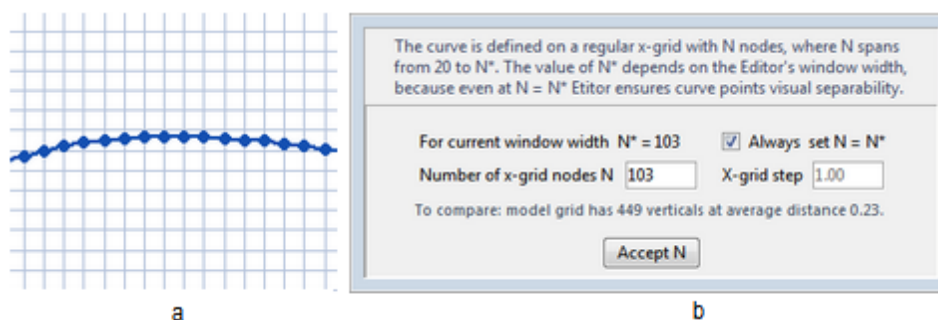 The curve is defined on a regular x-grid with N nodes, where N spans
from 20 to N*. The value of N* depends on the Editor's window width,
because even at N = N* Etitor ensures curve points visual separability.
For current window width N* = 103 Always set N = N*
Number of x-grid nodes N 103 X-grid step 1.00
To compare: model grid has 449 verticals at average distance 0.23.
Accept N
a b